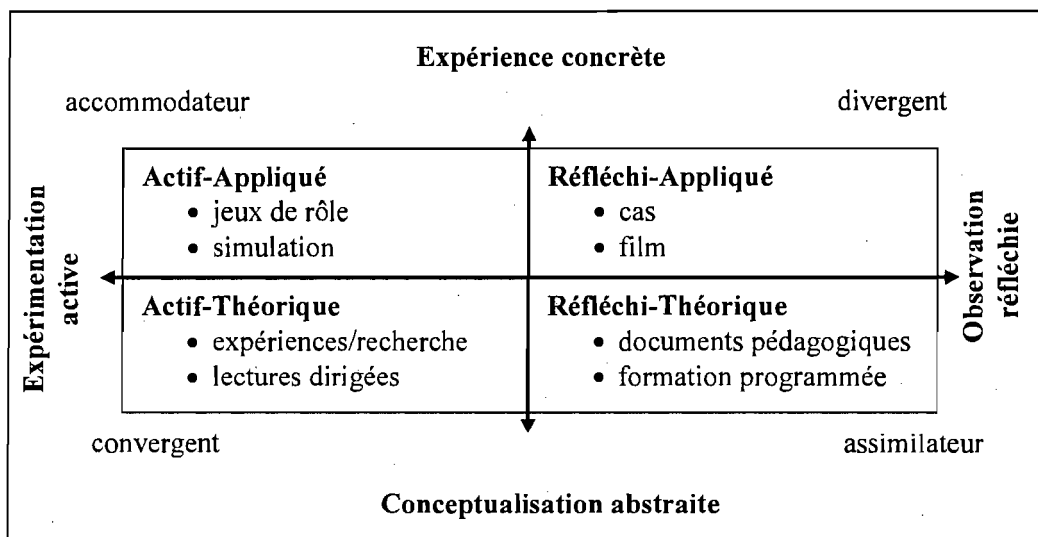 Expérience concrète
accommodateur
divergent
Actif-Appliqué
• jeux de rôle
• simulation
Réfléchi-Appliqué
• cas
• film
Expérimentation
active
Observation
réfléchie
Actif-Théorique
• expériences/recherche
• lectures dirigées
Réfléchi-Théorique
• documents pédagogiques
• formation programmée
convergent
assimilateur
Conceptualisation abstraite